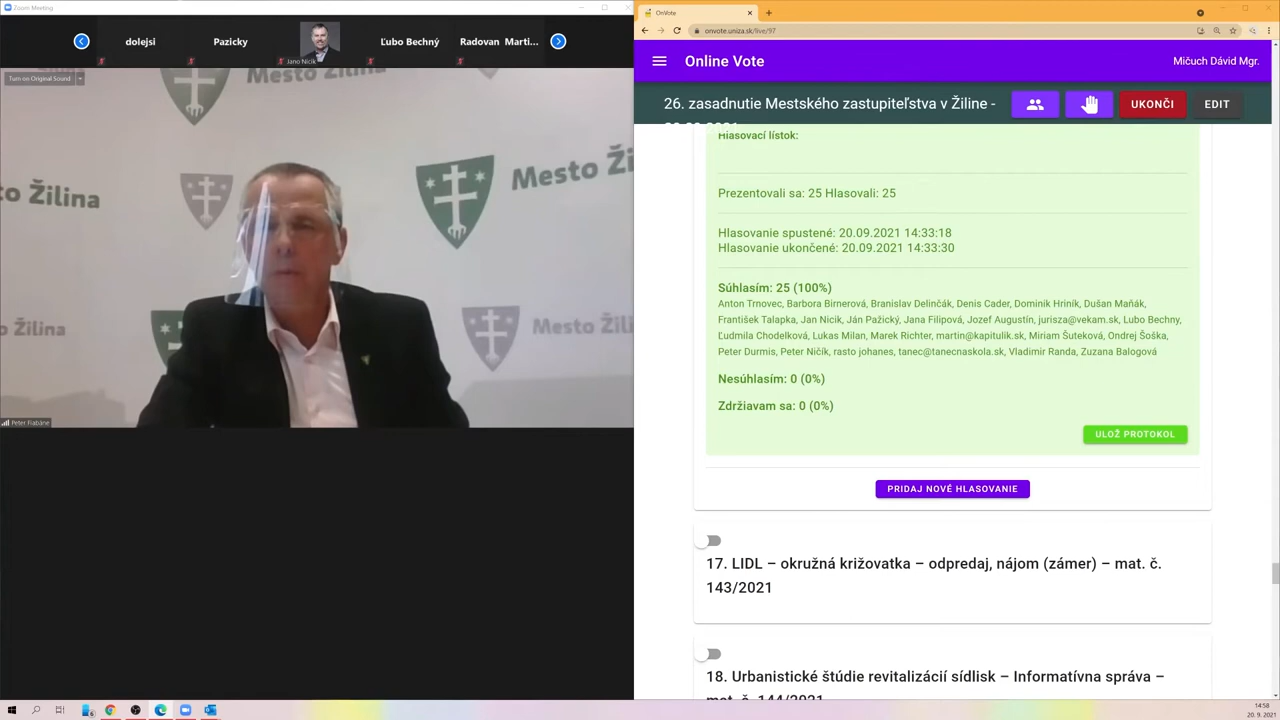 Zoom Meeting
dolejsi
Pazicky
Jano Nicik
Ľubo Bechný
Radovan Marti...
Turn on Original Sound
Mesto Žilina
Mesto Žilina
Mesto Žilina
sto Žilina
Mesto Žilina
Peter Fiabáne
OnVote
onvote.uniza.sk/live/97
Online Vote
Mičuch Dávid Mgr.
26. zasadnutie Mestského zastupiteľstva v Žiline -
UKONČI
EDIT
Hlasovací lístok:
Prezentovali sa: 25 Hlasovali: 25
Hlasovanie spustené: 20.09.2021 14:33:18
Hlasovanie ukončené: 20.09.2021 14:33:30
Súhlasím: 25 (100%)
Anton Trnovec, Barbora Birnerová, Branislav Delinčák, Denis Cader, Dominik Hriník, Dušan Maňák,
František Talapka, Jan Nicik, Ján Pažický, Jana Filipová, Jozef Augustín, jurisza@vekam.sk, Lubo Bechny,
Ľudmila Chodelková, Lukas Milan, Marek Richter, martin@kapitulik.sk, Miriam Šuteková, Ondrej Šoška,
Peter Durmis, Peter Ničík, rasto johanes, tanec@tanecnaskola.sk, Vladimir Randa, Zuzana Balogová
Nesúhlasím: 0 (0%)
Zdržiavam sa: 0 (0%)
ULOŽ PROTOKOL
PRIDAJ NOVÉ HLASOVANIE
17. LIDL – okružná križovatka – odpredaj, nájom (zámer) – mat. č.
143/2021
18. Urbanistické štúdie revitalizácií sídlisk – Informatívna správa –
mat. č. 144/2021
14:58
20. 9. 2021